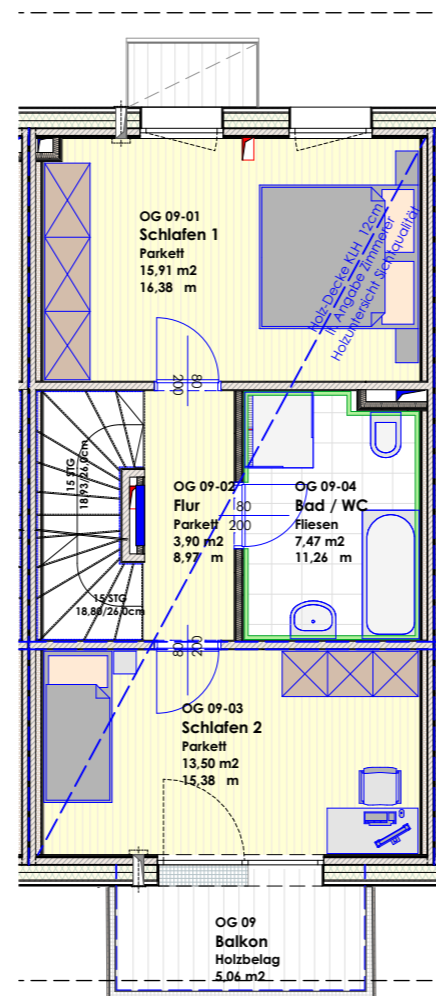 OG 09-01
Schlafen 1
Parkett
15,91 m2
16,38 m
Holz-Decke KLH 12cm
lt. Angabe Zimmerer
Holzuntersicht Sichtqualität
80
200
15 STG
18,93/26,0cm
OG 09-02
Flur
Parkett
3,90 m2
8,97 m
80
200
OG 09-04
Bad / WC
Fliesen
7,47 m2
11,26 m
15 STG
18,80/26,0cm
80
200
OG 09-03
Schlafen 2
Parkett
13,50 m2
15,38 m
OG 09
Balkon
Holzbelag
5,06 m2